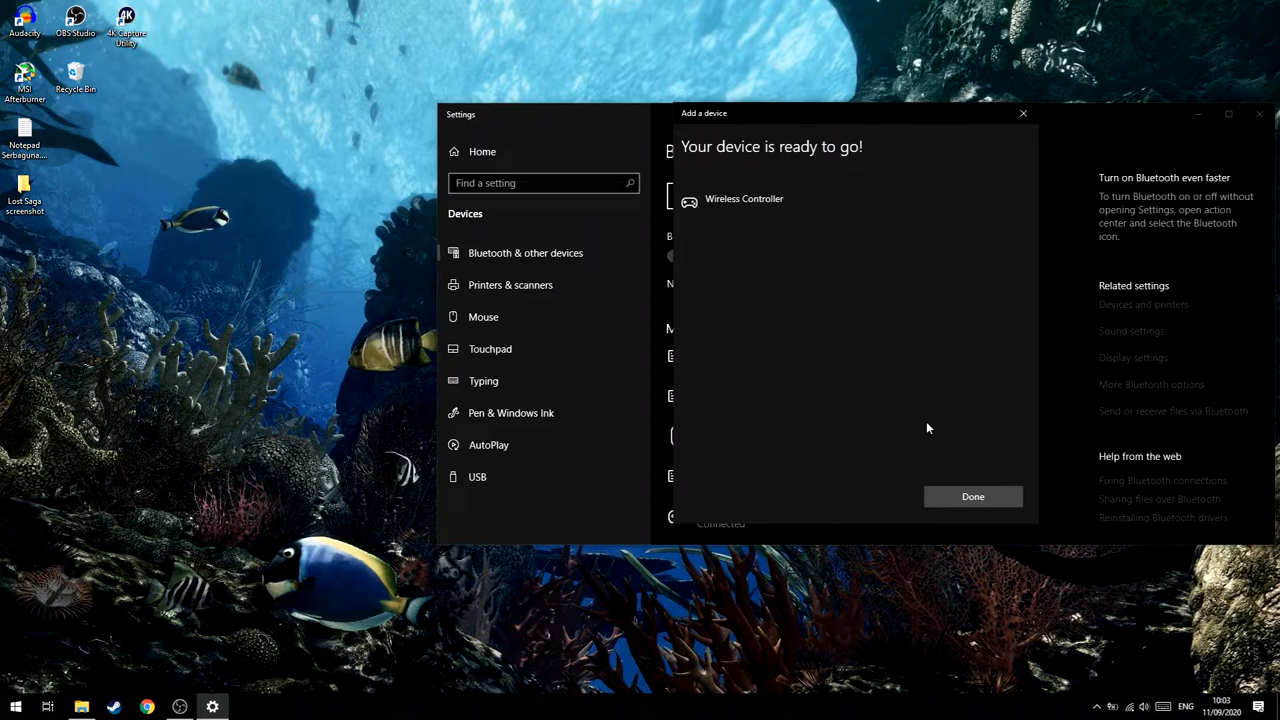 Audacity
OBS Studio
4K Capture
Utility
MSI
Afterburner
Recycle Bin
Notepad
Serbaguna....
Lost Saga
screenshot
Settings
Home
Find a setting
Devices
Bluetooth & other devices
Printers & scanners
Mouse
Touchpad
Typing
Pen & Windows Ink
AutoPlay
USB
Add a device
Your device is ready to go!
Wireless Controller
Done
Connected
Turn on Bluetooth even faster
To turn Bluetooth on or off without
opening Settings, open action
center and select the Bluetooth
icon.
Related settings
Devices and printers
Sound settings
Display settings
More Bluetooth options
Send or receive files via Bluetooth
Help from the web
Fixing Bluetooth connections
Sharing files over Bluetooth
Reinstalling Bluetooth drivers
ENG
10:03
11/09/2020